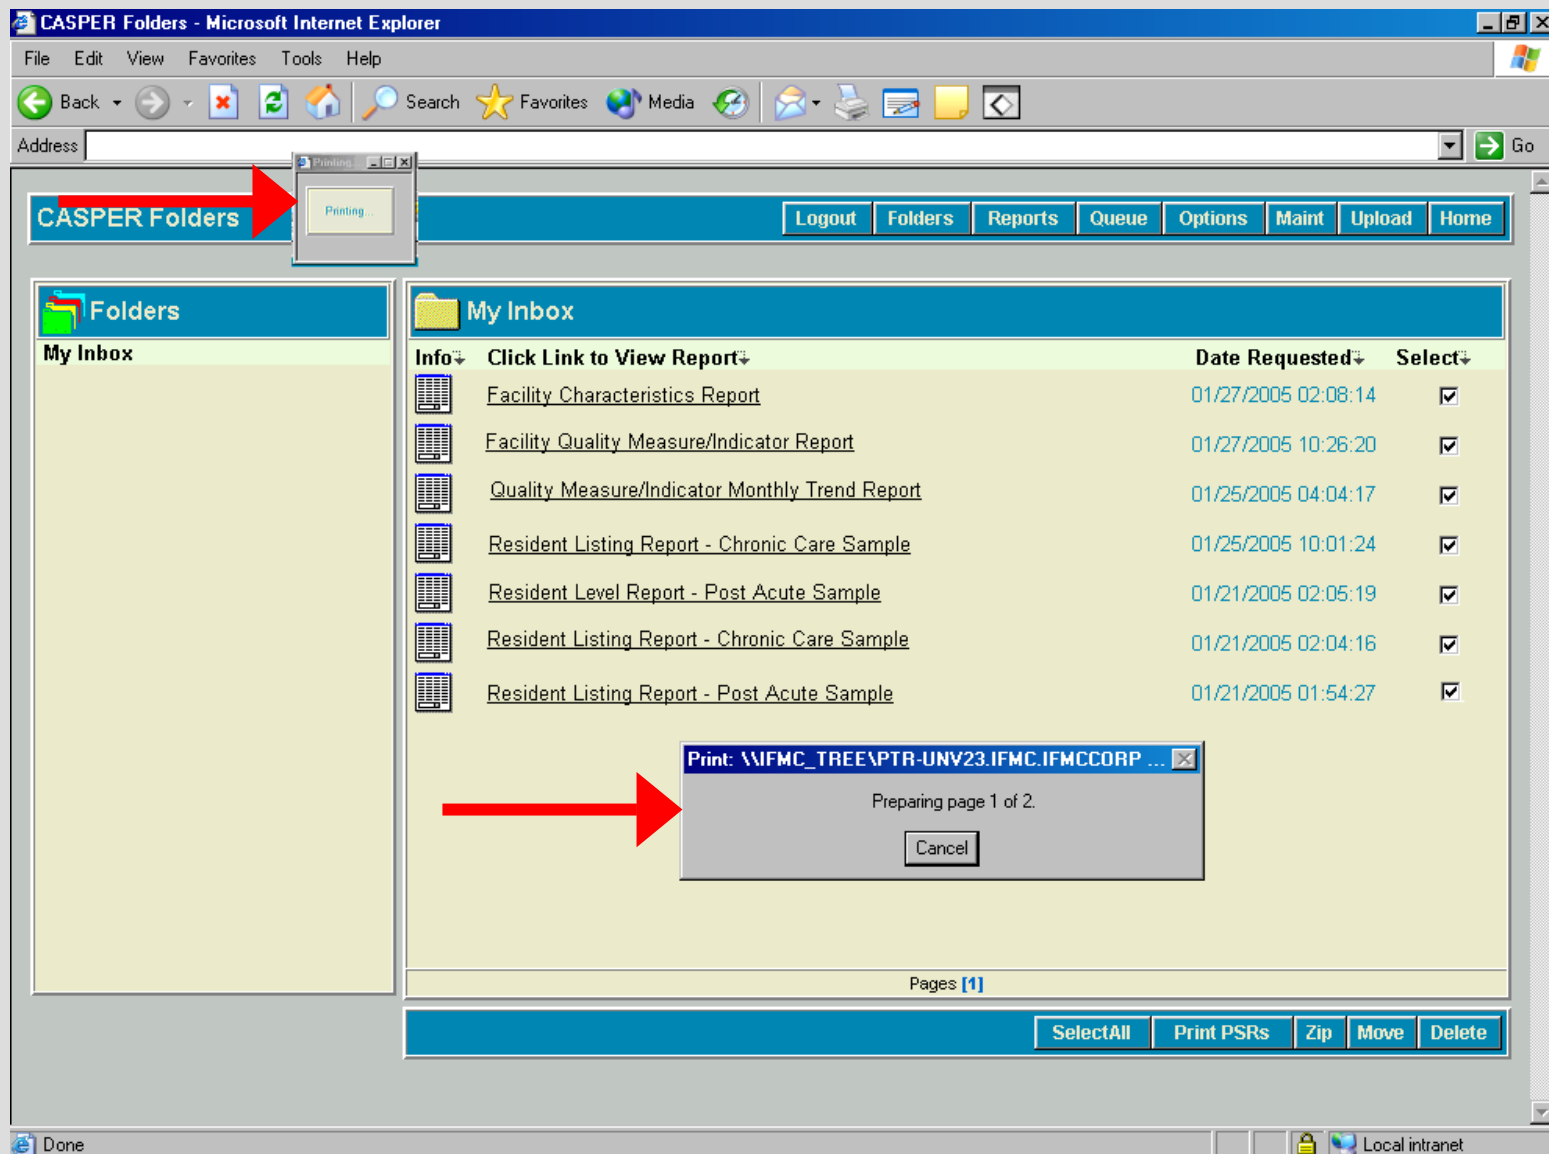 CASPER Folders - Microsoft Internet Explorer
File Edit View Favorites Tools Help
Back Search Favorites Media
Address Go
Printing
Printing...
CASPER Folders Logout Folders Reports Queue Options Maint Upload Home
Folders
My Inbox
My Inbox
Info Click Link to View Report Date Requested Select
Facility Characteristics Report 01/27/2005 02:08:14
Facility Quality Measure/Indicator Report 01/27/2005 10:26:20
Quality Measure/Indicator Monthly Trend Report 01/25/2005 04:04:17
Resident Listing Report - Chronic Care Sample 01/25/2005 10:01:24
Resident Level Report - Post Acute Sample 01/21/2005 02:05:19
Resident Listing Report - Chronic Care Sample 01/21/2005 02:04:16
Resident Listing Report - Post Acute Sample 01/21/2005 01:54:27
Print: \\IFMC_TREE\PTR-UNV23.IFMC.IFMCCORP ...
Preparing page 1 of 2.
Cancel
Pages [1]
SelectAll Print PSRs Zip Move Delete
Done Local intranet